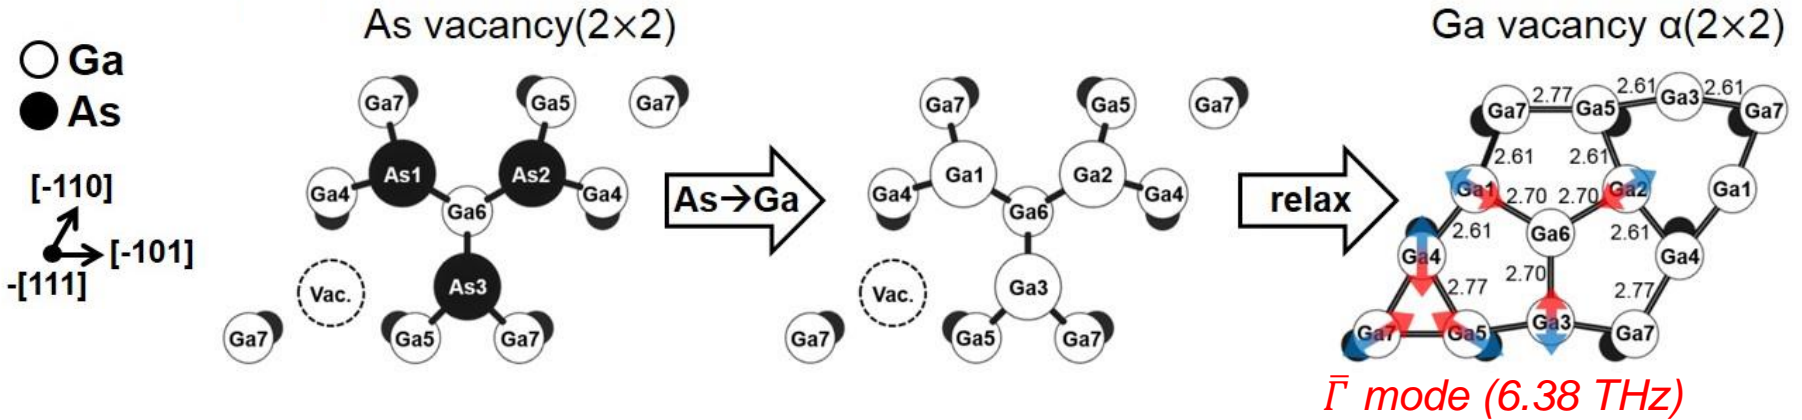 Ga
As
[-110]
[-101]
-[111]
As vacancy(2×2)
Ga7
Ga5
Ga7
As1
As2
Ga4
Ga4
Ga6
Vac.
As3
Ga7
Ga5
Ga7
As→Ga
Ga7
Ga5
Ga7
Ga1
Ga2
Ga4
Ga4
Ga6
Vac.
Ga3
Ga7
Ga5
Ga7
relax
Ga vacancy α(2×2)
2.61
2.61
2.77
Ga3
Ga7
Ga5
Ga7
2.61
2.61
Ga1
2.70
2.70
Ga2
Ga1
2.61
Ga6
2.61
Ga4
Ga4
2.70
2.77
2.77
Ga7
Ga5
Ga3
Ga7
Γ̄ mode (6.38 THz)